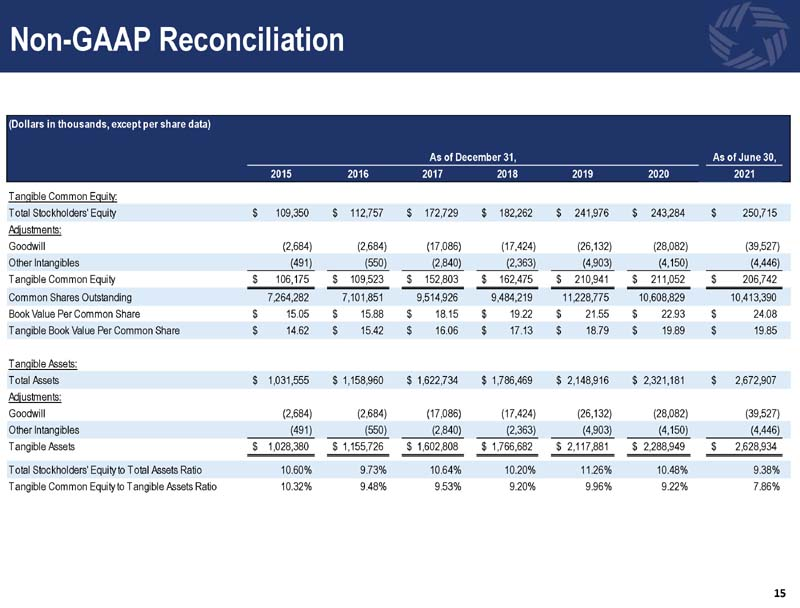 Non-GAAP Reconciliation
(Dollars in thousands, except per share data)
As of December 31, As of June 30,
2015 2016 2017 2018 2019 2020 2021
Tangible Common Equity:
Total Stockholders' Equity $ 109,350 $ 112,757 $ 172,729 $ 182,262 $ 241,976 $ 243,284 $ 250,715
Adjustments:
Goodwill (2,684) (2,684) (17,086) (17,424) (26,132) (28,082) (39,527)
Other Intangibles (491) (550) (2,840) (2,363) (4,903) (4,150) (4,446)
Tangible Common Equity $ 106,175 $ 109,523 $ 152,803 $ 162,475 $ 210,941 $ 211,052 $ 206,742
Common Shares Outstanding 7,264,282 7,101,851 9,514,926 9,484,219 11,228,775 10,608,829 10,413,390
Book Value Per Common Share $ 15.05 $ 15.88 $ 18.15 $ 19.22 $ 21.55 $ 22.93 $ 24.08
Tangible Book Value Per Common Share $ 14.62 $ 15.42 $ 16.06 $ 17.13 $ 18.79 $ 19.89 $ 19.85
Tangible Assets:
Total Assets $ 1,031,555 $ 1,158,960 $ 1,622,734 $ 1,786,469 $ 2,148,916 $ 2,321,181 $ 2,672,907
Adjustments:
Goodwill (2,684) (2,684) (17,086) (17,424) (26,132) (28,082) (39,527)
Other Intangibles (491) (550) (2,840) (2,363) (4,903) (4,150) (4,446)
Tangible Assets $ 1,028,380 $ 1,155,726 $ 1,602,808 $ 1,766,682 $ 2,117,881 $ 2,288,949 $ 2,628,934
Total Stockholders' Equity to Total Assets Ratio 10.60% 9.73% 10.64% 10.20% 11.26% 10.48% 9.38%
Tangible Common Equity to Tangible Assets Ratio 10.32% 9.48% 9.53% 9.20% 9.96% 9.22% 7.86%
15